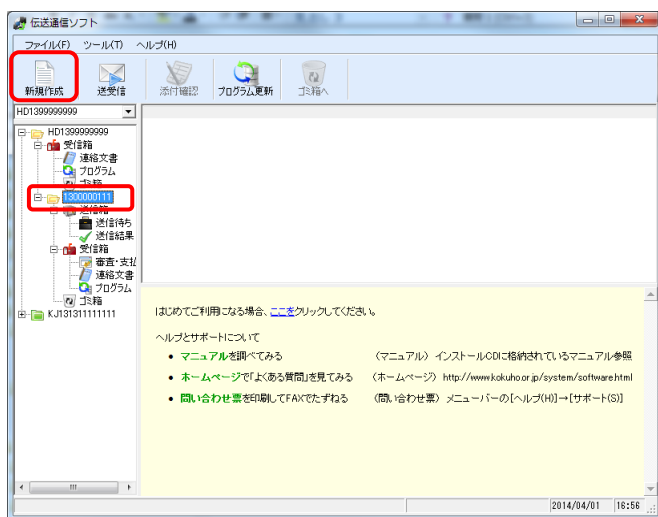 伝送通信ソフト
ファイル(F) ツール(T) ヘルプ(H)
新規作成 送受信 添付確認 プログラム更新 ゴミ箱へ
HD1399999999
HD1399999999
受信箱
連絡文書
プログラム
ゴミ箱
1300000111
送信箱
送信待ち
送信結果
受信箱
審査・支払
連絡文書
プログラム
ゴミ箱
KJ131311111111
はじめてご利用になる場合、ここをクリックしてください。
ヘルプとサポートについて
• マニュアルを調べてみる (マニュアル) インストールCDに格納されているマニュアル参照
• ホームページで「よくある質問」を見てみる (ホームページ) http://www.kokuho.or.jp/system/software.html
• 問い合わせ票を印刷してFAXでたずねる (問い合わせ票) メニューバーの[ヘルプ(H)]→[サポート(S)]
2014/04/01 16:56